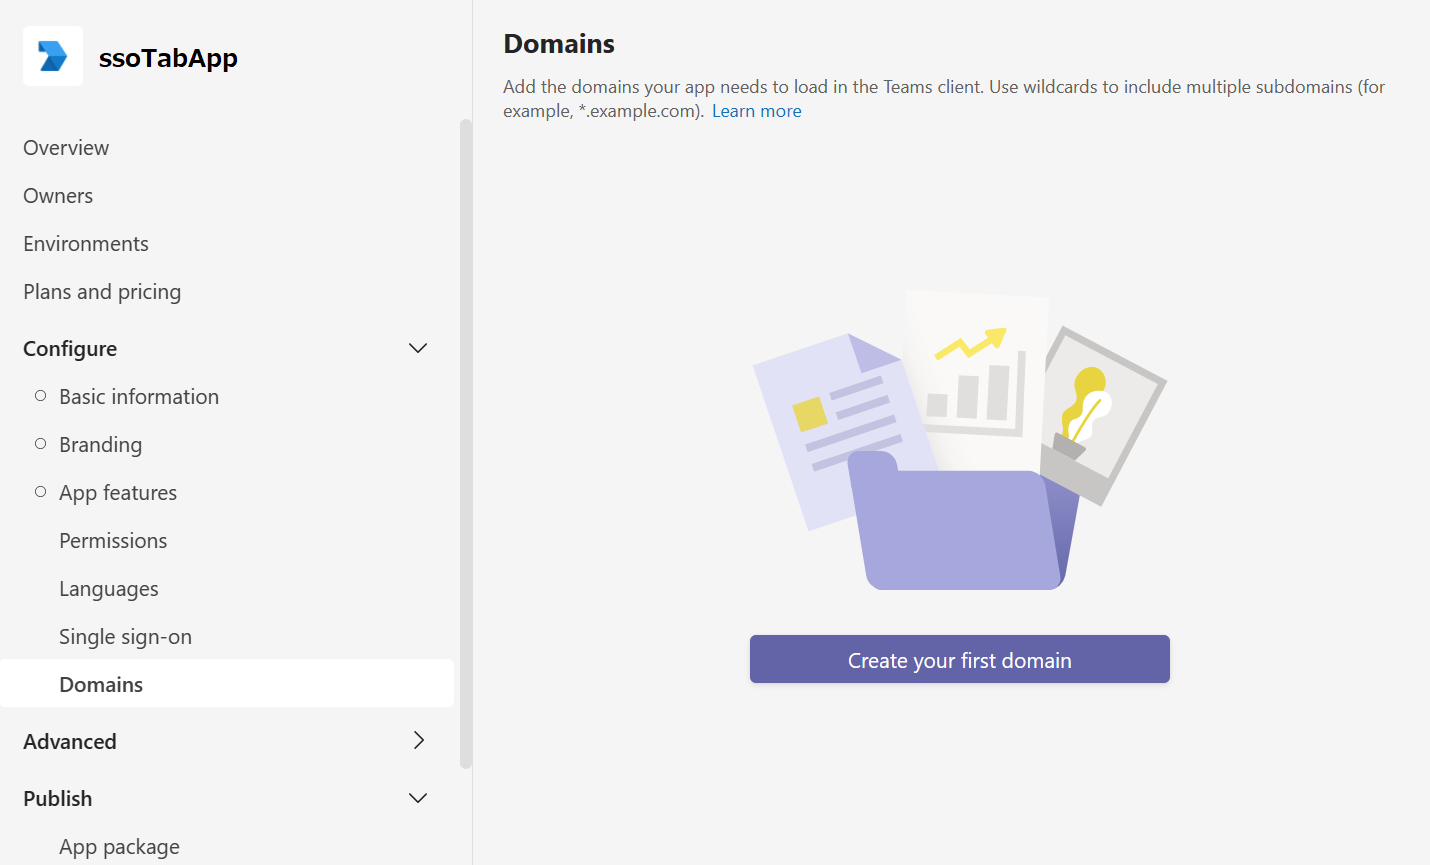 ssoTabApp
Overview
Owners
Environments
Plans and pricing
Configure
Basic information
Branding
App features
Permissions
Languages
Single sign-on
Domains
Advanced
Publish
App package
Domains
Add the domains your app needs to load in the Teams client. Use wildcards to include multiple subdomains (for
example, *.example.com). Learn more
Create your first domain